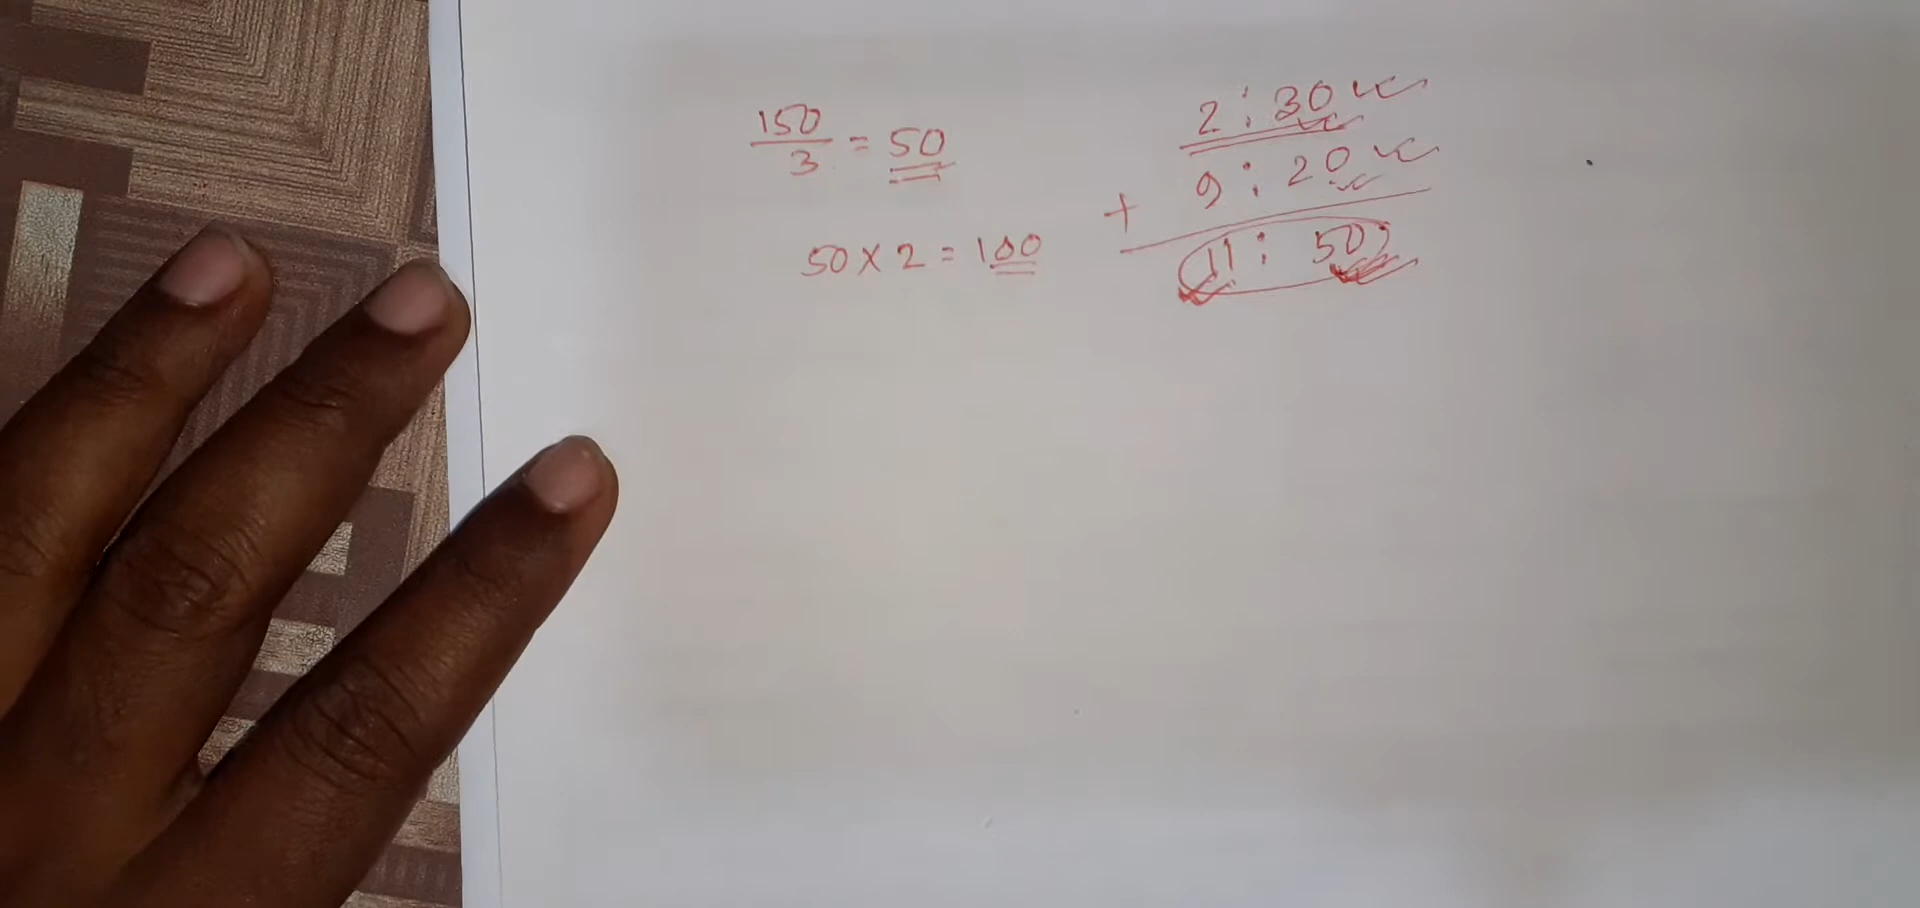 150/3 = 50
50 x 2 = 100
2 : 30
9 : 20
+
11 : 50